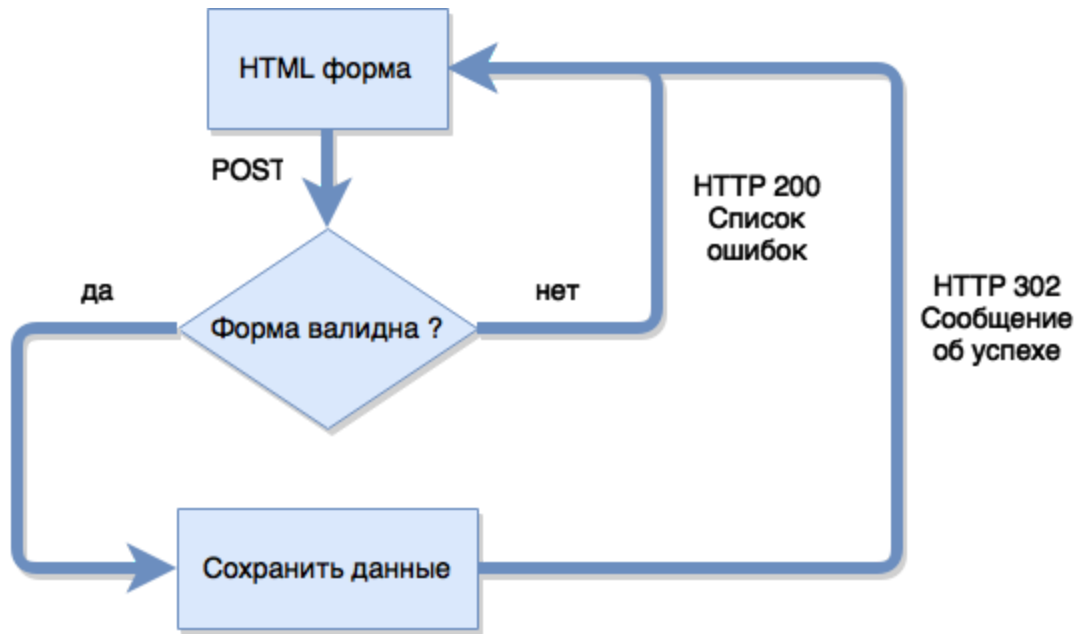 HTML форма
POST
HTTP 200
Список
ошибок
да
нет
HTTP 302
Сообщение
об успехе
Форма валидна ?
Сохранить данные